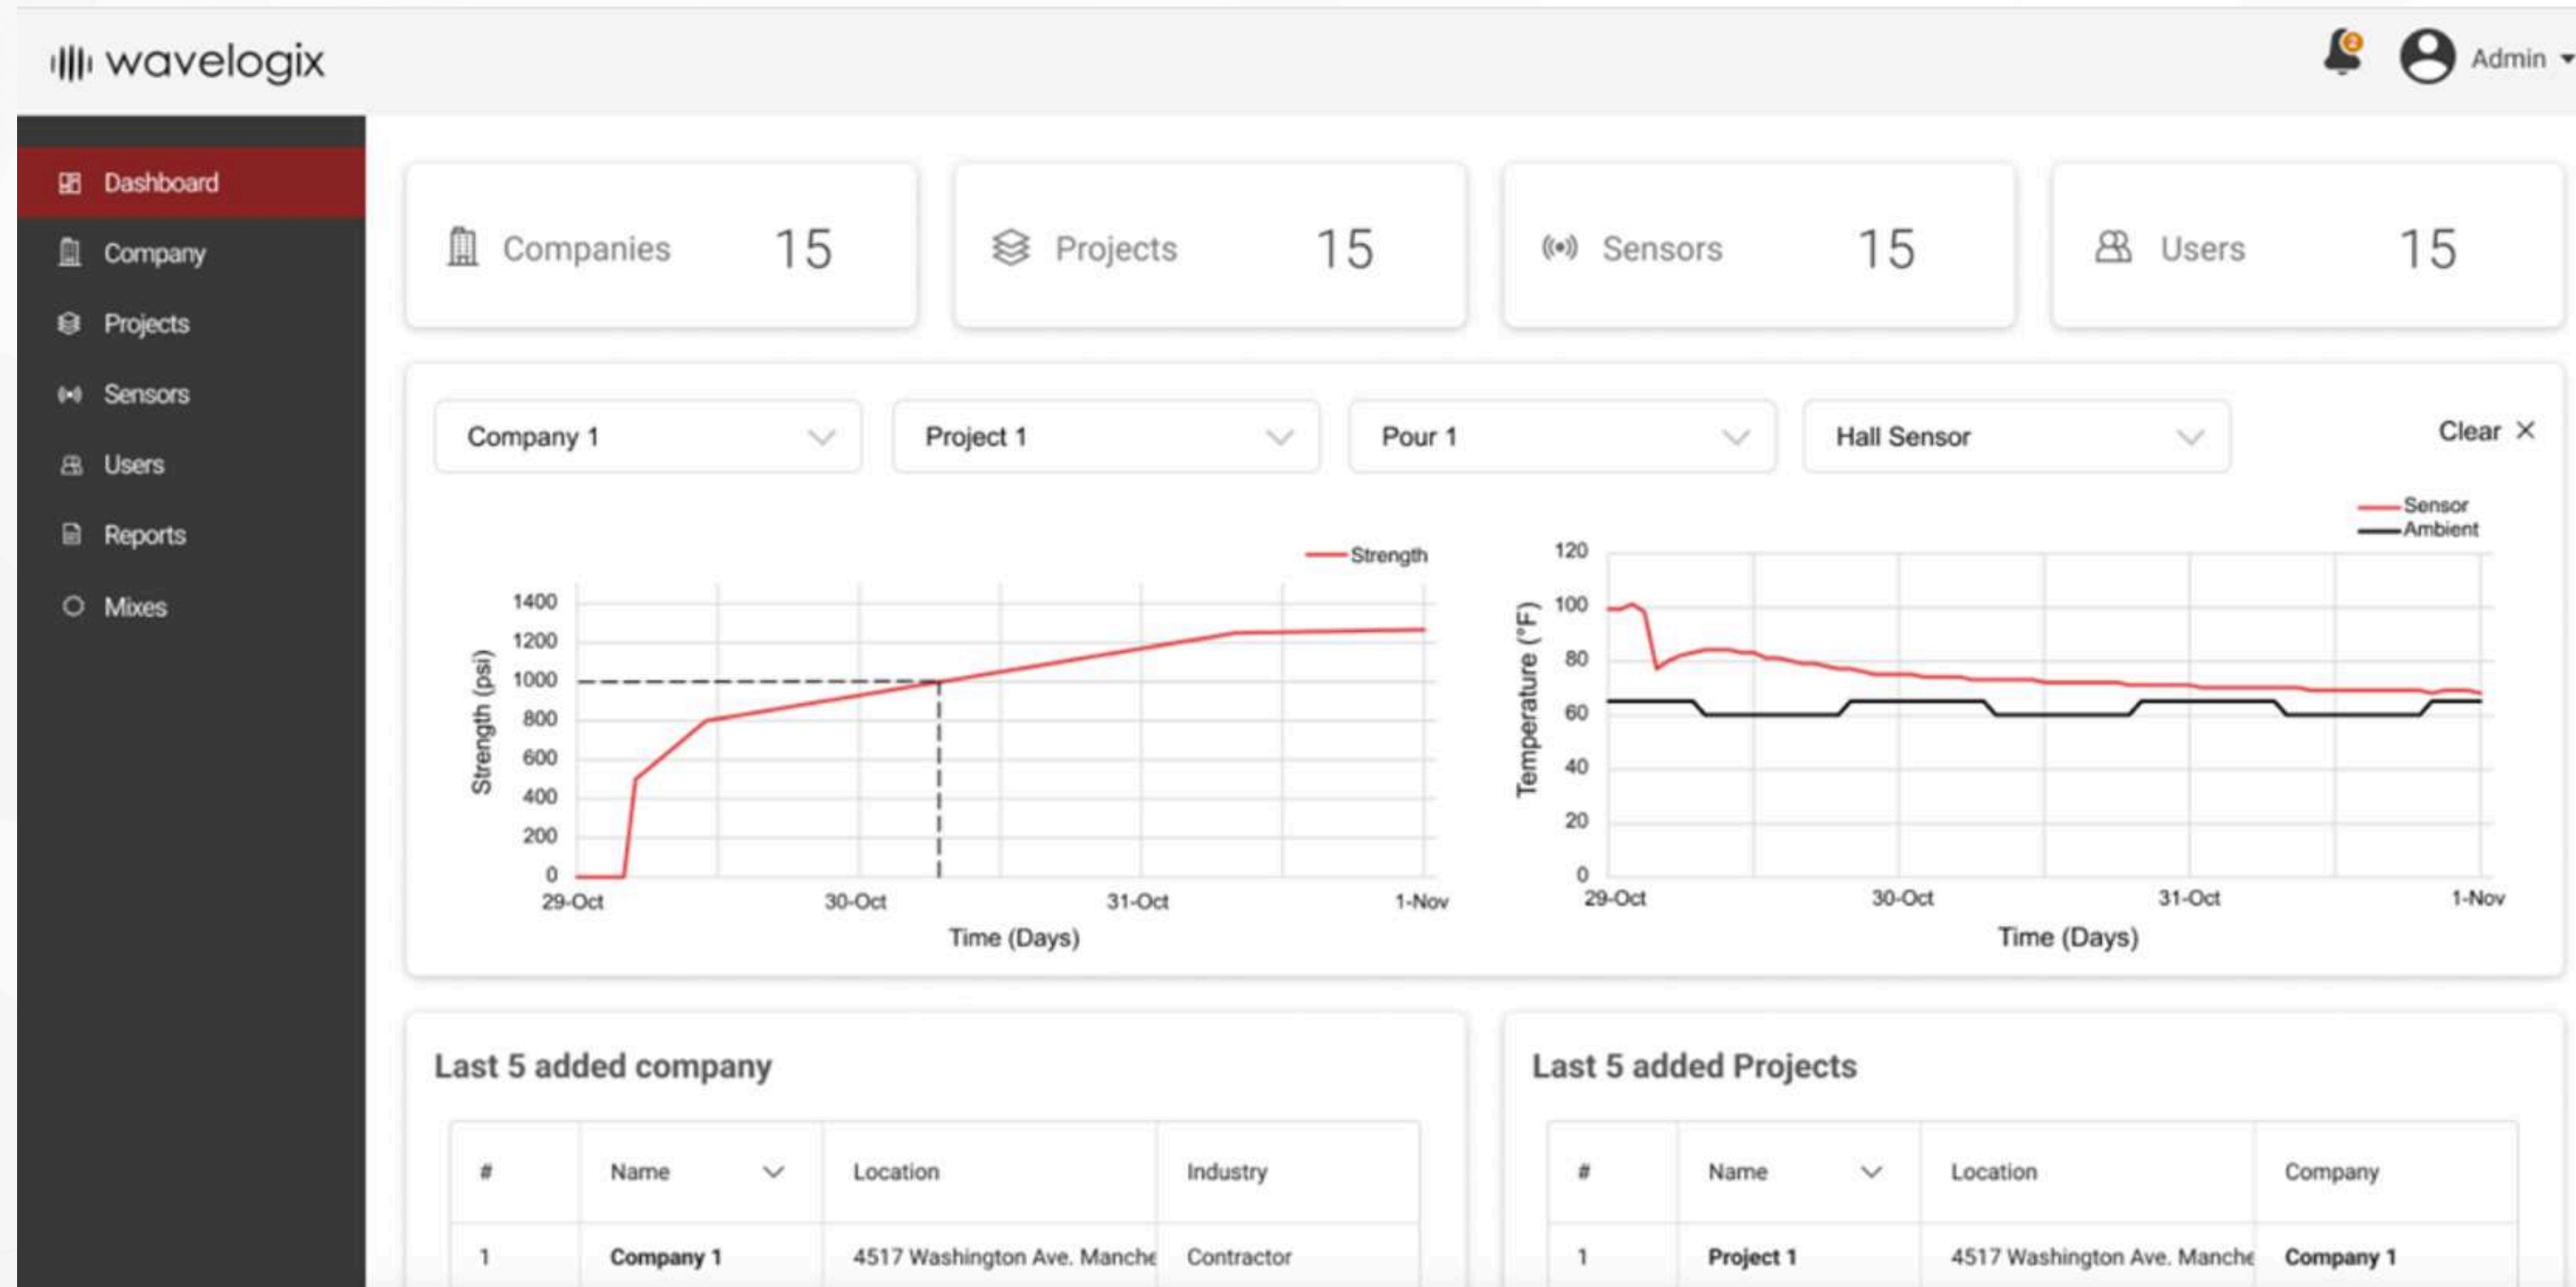 wavelogix
2
Admin
Dashboard
Company
Projects
Sensors
Users
Reports
Mixes
Companies 15
Projects 15
Sensors 15
Users 15
Company 1
Project 1
Pour 1
Hall Sensor
Clear ×
Strength
1400
1200
1000
800
600
400
200
0
Strength (psi)
29-Oct 30-Oct 31-Oct 1-Nov
Time (Days)
Sensor
Ambient
120
100
80
60
40
20
0
Temperature (°F)
29-Oct 30-Oct 31-Oct 1-Nov
Time (Days)
Last 5 added company
# Name Location Industry
1 Company 1 4517 Washington Ave. Manche Contractor
Last 5 added Projects
# Name Location Company
1 Project 1 4517 Washington Ave. Manche Company 1